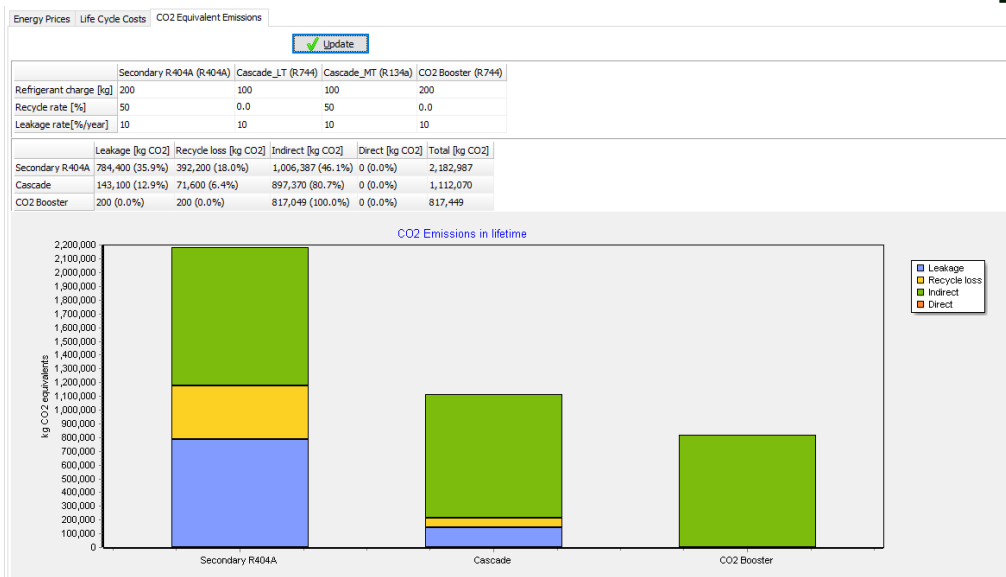 Energy Prices Life Cycle Costs CO2 Equivalent Emissions
Update
Secondary R404A (R404A) Cascade_LT (R744) Cascade_MT (R134a) CO2 Booster (R744)
Refrigerant charge [kg] 200 100 100 200
Recycle rate [%] 50 0.0 50 0.0
Leakage rate[%/year] 10 10 10 10
Leakage [kg CO2] Recycle loss [kg CO2] Indirect [kg CO2] Direct [kg CO2] Total [kg CO2]
Secondary R404A 784,400 (35.9%) 392,200 (18.0%) 1,006,387 (46.1%) 0 (0.0%) 2,182,987
Cascade 143,100 (12.9%) 71,600 (6.4%) 897,370 (80.7%) 0 (0.0%) 1,112,070
CO2 Booster 200 (0.0%) 200 (0.0%) 817,049 (100.0%) 0 (0.0%) 817,449
CO2 Emissions in lifetime
kg CO2 equivalents
2,200,000
2,100,000
2,000,000
1,900,000
1,800,000
1,700,000
1,600,000
1,500,000
1,400,000
1,300,000
1,200,000
1,100,000
1,000,000
900,000
800,000
700,000
600,000
500,000
400,000
300,000
200,000
100,000
0
Secondary R404A Cascade CO2 Booster
Leakage
Recycle loss
Indirect
Direct